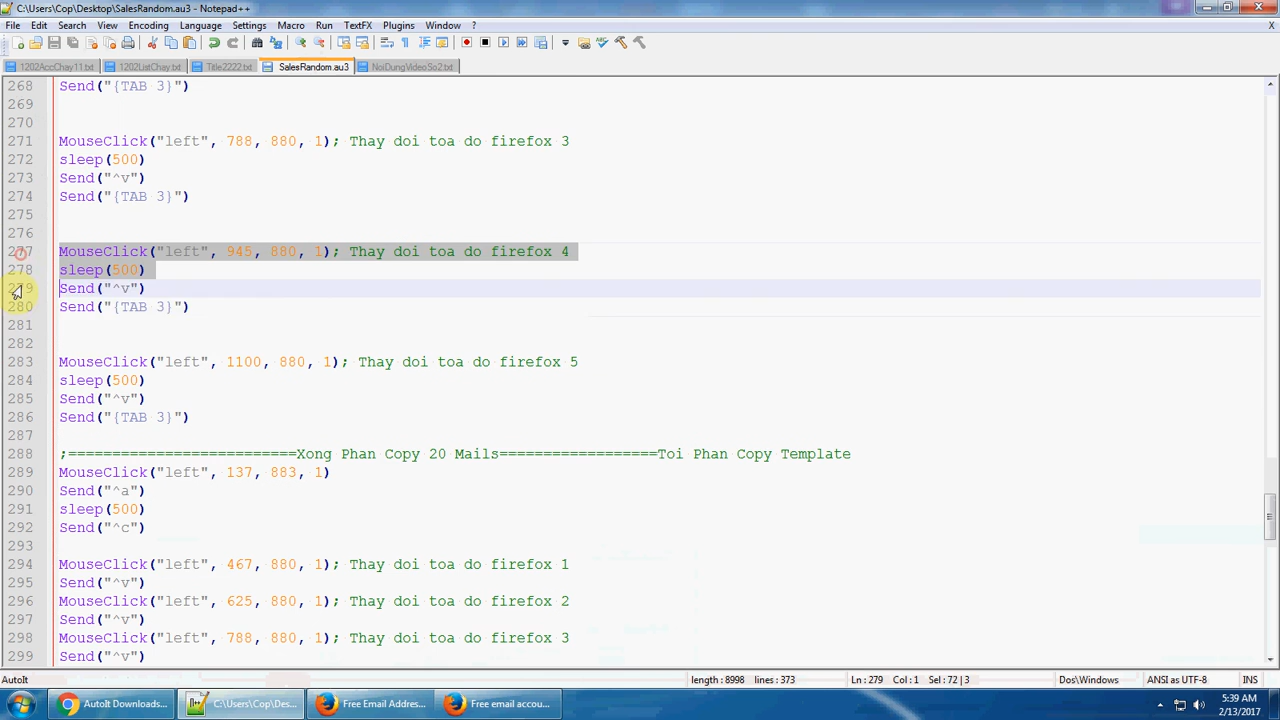 C:\Users\Cop\Desktop\SalesRandom.au3 - Notepad++
File Edit Search View Encoding Language Settings Macro Run TextFX Plugins Window ? X
1202AccChay11.txt 1202ListChay.txt Title2222.txt SalesRandom.au3 NoiDungVideoSo2.txt
268 Send("{TAB 3}")
269
270
271 MouseClick("left", 788, 880, 1); Thay doi toa do firefox 3
272 sleep(500)
273 Send("^v")
274 Send("{TAB 3}")
275
276
277 MouseClick("left", 945, 880, 1); Thay doi toa do firefox 4
278 sleep(500)
279 Send("^v")
280 Send("{TAB 3}")
281
282
283 MouseClick("left", 1100, 880, 1); Thay doi toa do firefox 5
284 sleep(500)
285 Send("^v")
286 Send("{TAB 3}")
287
288 ;==========================Xong Phan Copy 20 Mails==================Toi Phan Copy Template
289 MouseClick("left", 137, 883, 1)
290 Send("^a")
291 sleep(500)
292 Send("^c")
293
294 MouseClick("left", 467, 880, 1); Thay doi toa do firefox 1
295 Send("^v")
296 MouseClick("left", 625, 880, 1); Thay doi toa do firefox 2
297 Send("^v")
298 MouseClick("left", 788, 880, 1); Thay doi toa do firefox 3
299 Send("^v")
AutoIt length : 8998 lines : 373 Ln : 279 Col : 1 Sel : 72 | 3 Dos\Windows ANSI as UTF-8 INS
AutoIt Downloads... C:\Users\Cop\Des... Free Email Addres... Free email accou... 5:39 AM
2/13/2017